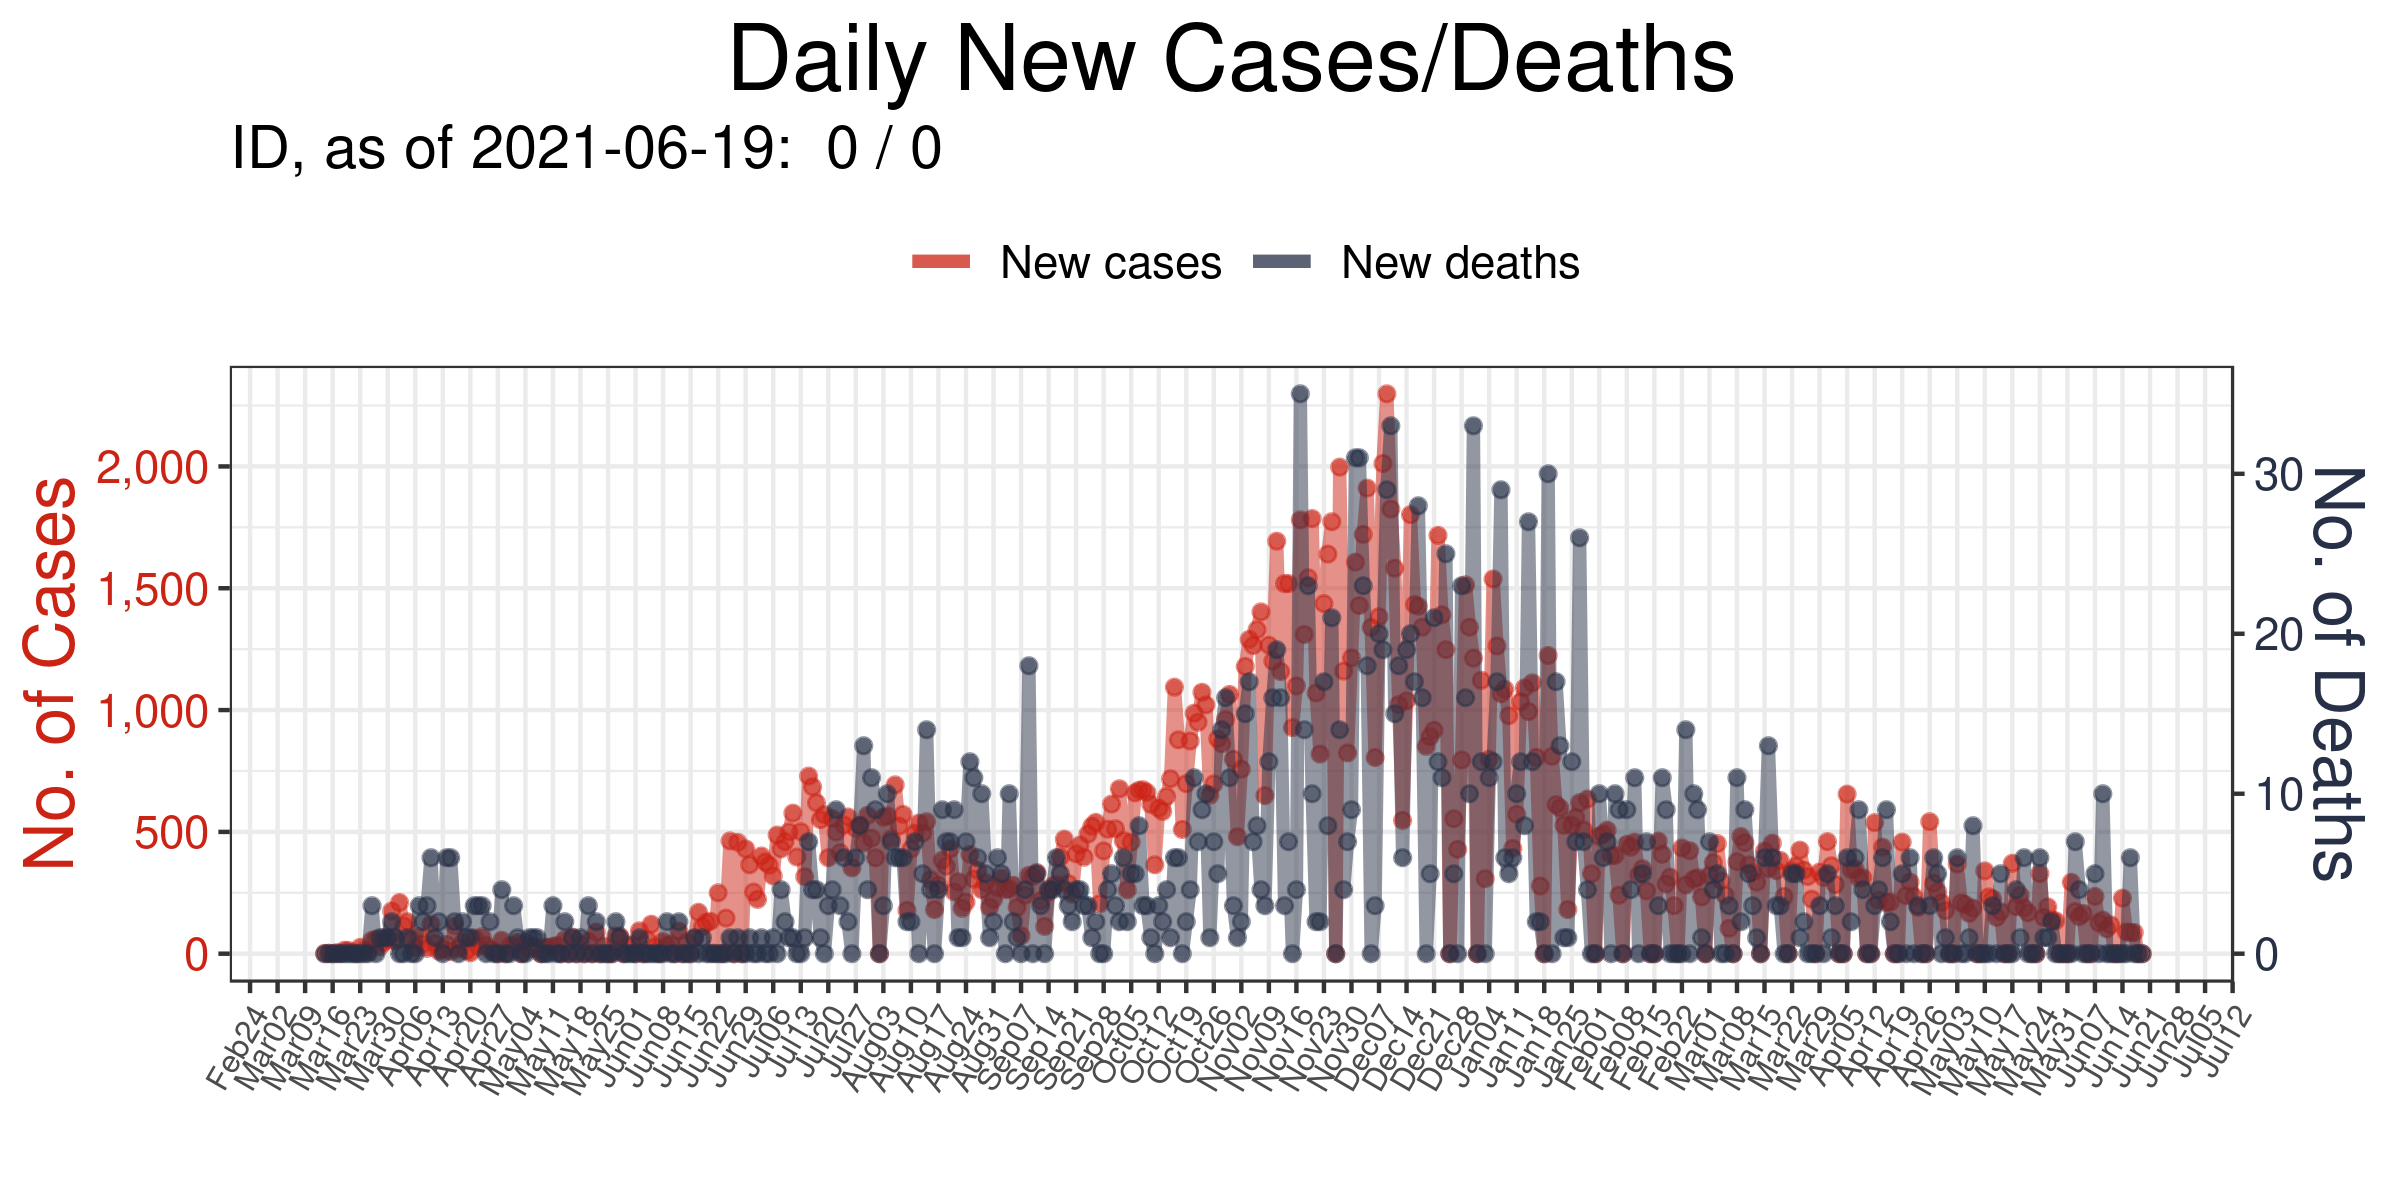 Daily New Cases/Deaths
ID, as of 2021-06-19:  0 / 0
New cases
New deaths
No. of Cases
2,000
1,500
1,000
500
0
30
20
10
0
No. of Deaths
Feb24
Mar02
Mar09
Mar16
Mar23
Mar30
Apr06
Apr13
Apr20
Apr27
May04
May11
May18
May25
Jun01
Jun08
Jun15
Jun22
Jun29
Jul06
Jul13
Jul20
Jul27
Aug03
Aug10
Aug17
Aug24
Aug31
Sep07
Sep14
Sep21
Sep28
Oct05
Oct12
Oct19
Oct26
Nov02
Nov09
Nov16
Nov23
Nov30
Dec07
Dec14
Dec21
Dec28
Jan04
Jan11
Jan18
Jan25
Feb01
Feb08
Feb15
Feb22
Mar01
Mar08
Mar15
Mar22
Mar29
Apr05
Apr12
Apr19
Apr26
May03
May10
May17
May24
May31
Jun07
Jun14
Jun21
Jun28
Jul05
Jul12